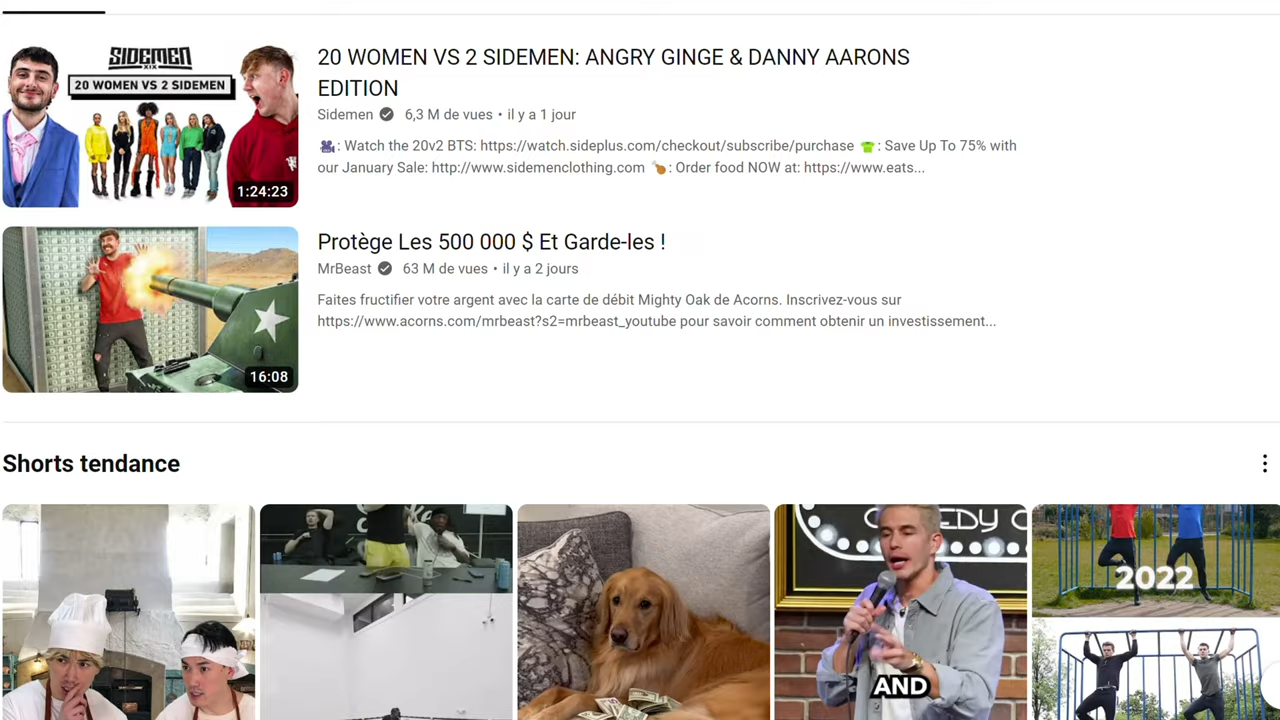 SIDEMEN
XIX
20 WOMEN VS 2 SIDEMEN
1:24:23
20 WOMEN VS 2 SIDEMEN: ANGRY GINGE & DANNY AARONS
EDITION
Sidemen 6,3 M de vues • il y a 1 jour
: Watch the 20v2 BTS: https://watch.sideplus.com/checkout/subscribe/purchase : Save Up To 75% with
our January Sale: http://www.sidemenclothing.com : Order food NOW at: https://www.eats...
16:08
Protège Les 500 000 $ Et Garde-les !
MrBeast 63 M de vues • il y a 2 jours
Faites fructifier votre argent avec la carte de débit Mighty Oak de Acorns. Inscrivez-vous sur
https://www.acorns.com/mrbeast?s2=mrbeast_youtube pour savoir comment obtenir un investissement...
Shorts tendance
AND
2022